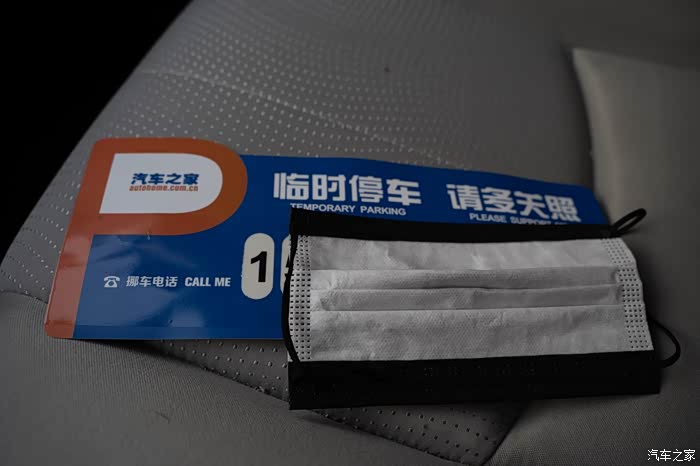 汽车之家
autohome.com.cn
临时停车 请多关照
TEMPORARY PARKING PLEASE SUPPORT
挪车电话 CALL ME 1
汽车之家